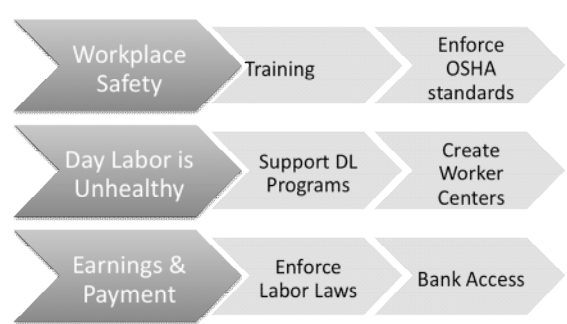 Workplace
Safety
Training
Enforce
OSHA
standards
Day Labor is
Unhealthy
Support DL
Programs
Create
Worker
Centers
Earnings &
Payment
Enforce
Labor Laws
Bank Access